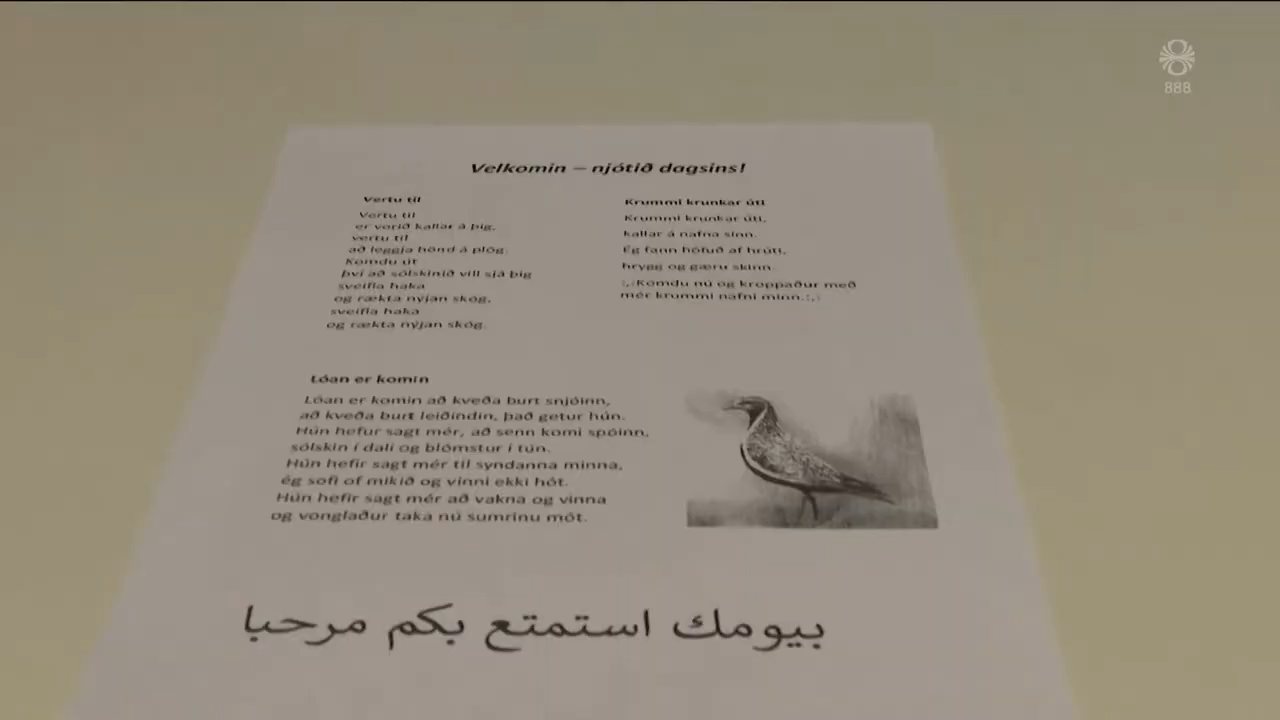 888
Velkomin – njótið dagsins!
Vertu til
Vertu til
er vorið kallar á þig,
vertu til
að leggja hönd á plóg.
Komdu út
því að sólskinið vill sjá þig
sveifla haka
og rækta nýjan skóg,
sveifla haka
og rækta nýjan skóg.
Krummi krunkar úti
Krummi krunkar úti,
kallar á nafna sinn.
Ég fann höfuð af hrúti,
hrygg og gæru skinn.
:,:Komdu nú og kroppaður með
mér krummi nafni minn.:,:
Lóan er komin
Lóan er komin að kveða burt snjóinn,
að kveða burt leiðindin, það getur hún.
Hún hefur sagt mér, að senn komi spóinn,
sólskin í dali og blómstur í tún.
Hún hefir sagt mér til syndanna minna,
ég sofi of mikið og vinni ekki hót.
Hún hefir sagt mér að vakna og vinna
og vonglaður taka nú sumrinu mót.
بيومك استمتع بكم مرحبا